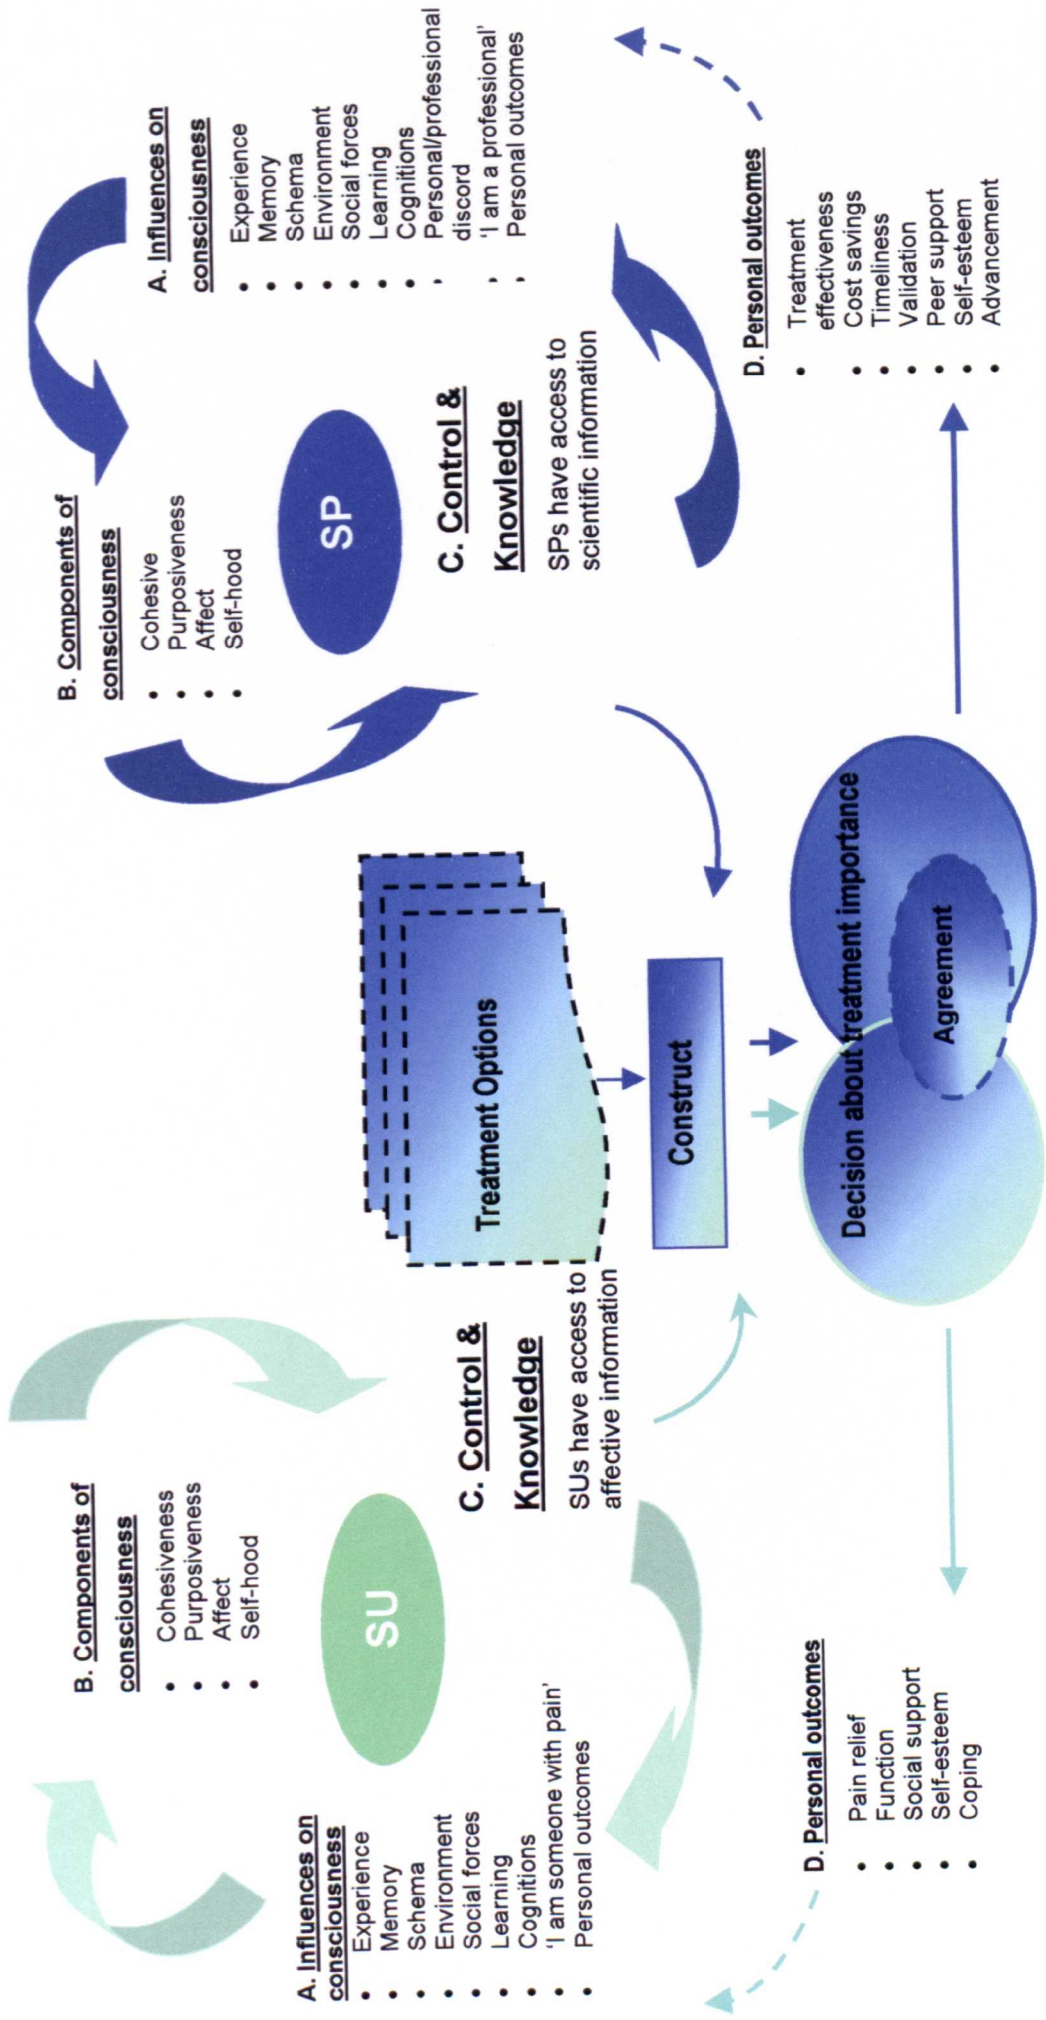 B. Components of
consciousness
• Cohesiveness
• Purposiveness
• Affect
• Self-hood
SU
A. Influences on
consciousness
• Experience
• Memory
• Schema
• Environment
• Social forces
• Learning
• Cognitions
• 'I am someone with pain'
• Personal outcomes
C. Control &
Knowledge
SUs have access to
affective information
D. Personal outcomes
• Pain relief
• Function
• Social support
• Self-esteem
• Coping
Treatment Options
Construct
Decision about treatment importance
Agreement
B. Components of
consciousness
• Cohesive
• Purposiveness
• Affect
• Self-hood
SP
A. Influences on
consciousness
• Experience
• Memory
• Schema
• Environment
• Social forces
• Learning
• Cognitions
• Personal/professional
discord
• 'I am a professional'
• Personal outcomes
C. Control &
Knowledge
SPs have access to
scientific information
D. Personal outcomes
• Treatment
effectiveness
• Cost savings
• Timeliness
• Validation
• Peer support
• Self-esteem
• Advancement